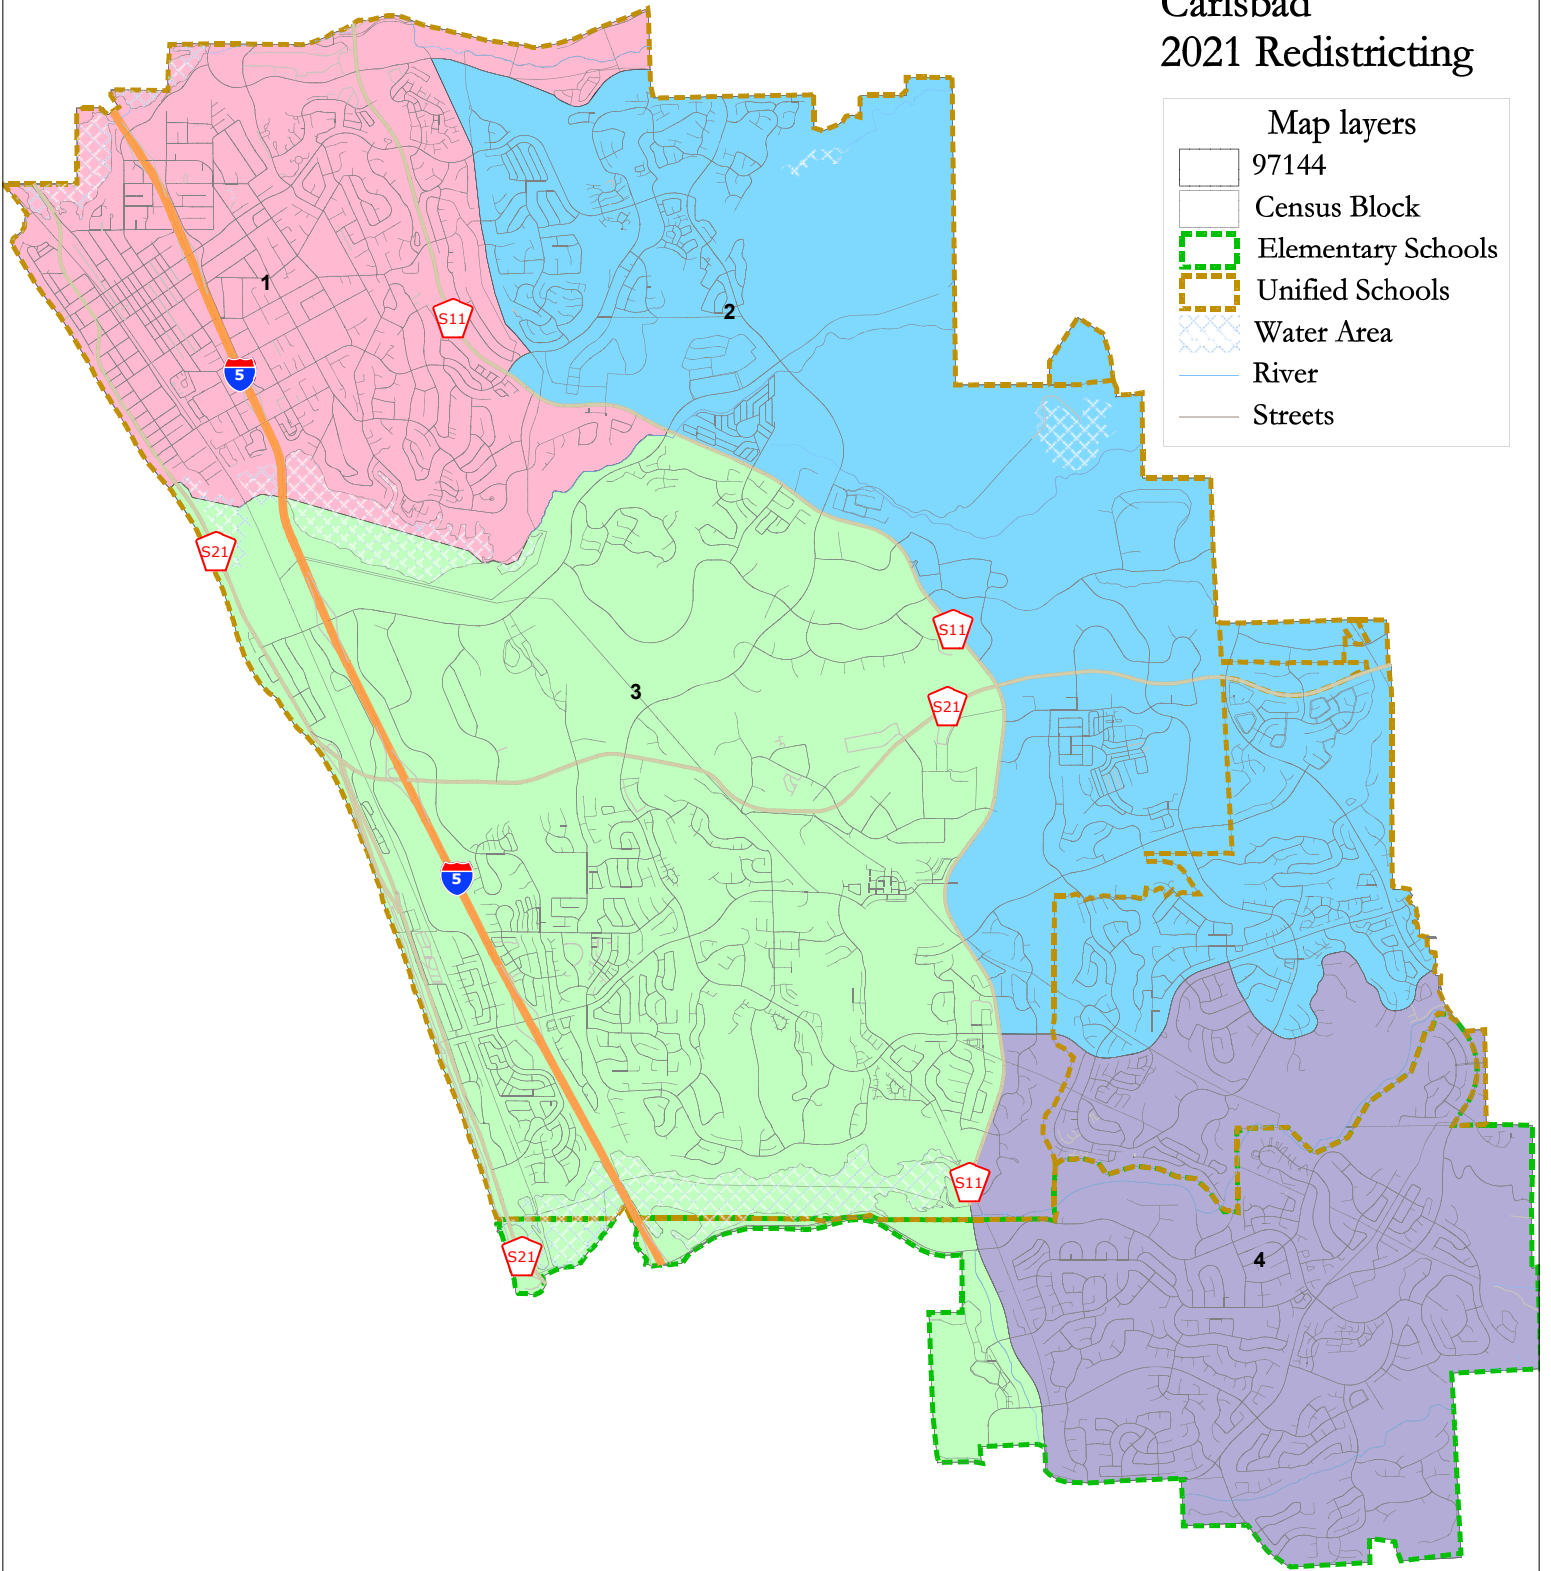 Carlsbad
2021 Redistricting
Map layers
97144
Census Block
Elementary Schools
Unified Schools
Water Area
River
Streets
1
2
S11
5
S21
S11
3
S21
5
S11
S21
4